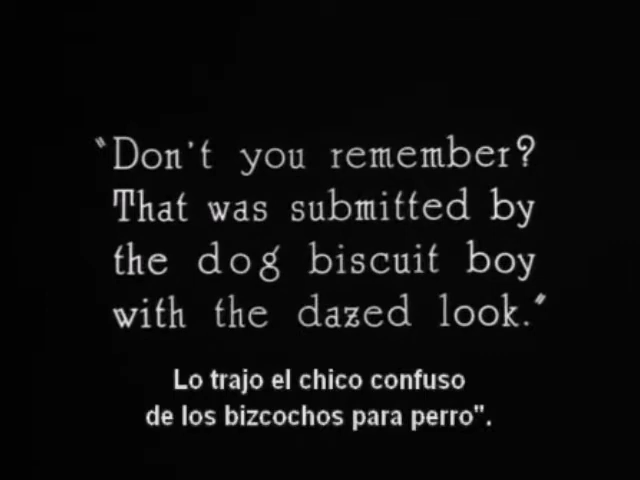 "Don't you remember?
That was submitted by
the dog biscuit boy
with the dazed look."
Lo trajo el chico confuso
de los bizcochos para perro".